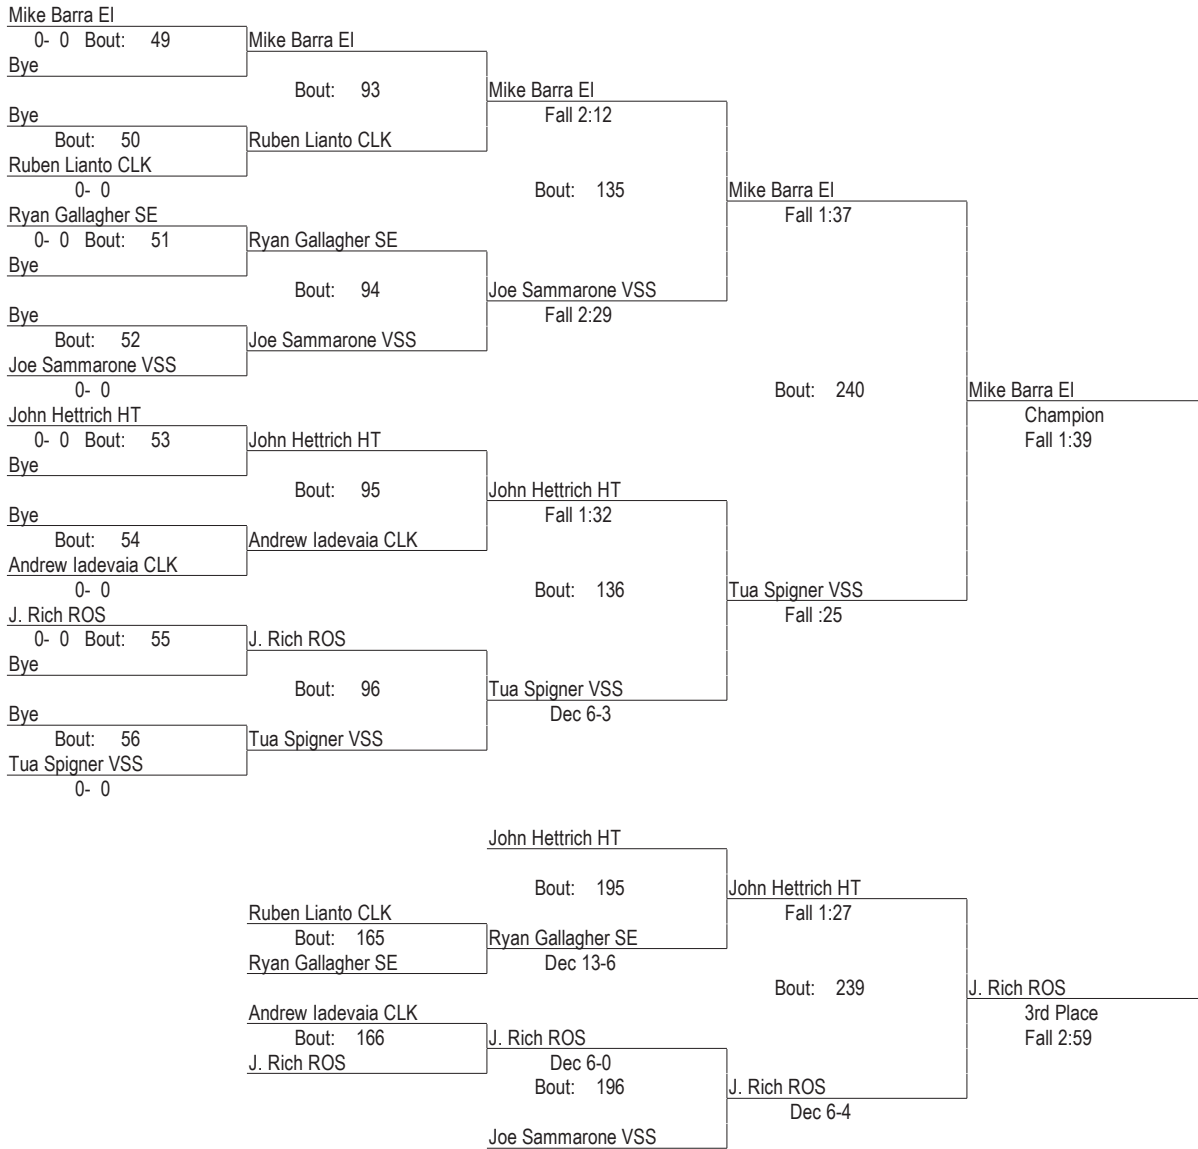 Mike Barra EI
0- 0 Bout: 49 Mike Barra EI
Bye
Bout: 93 Mike Barra EI
Bye Fall 2:12
Bout: 50 Ruben Lianto CLK
Ruben Lianto CLK
0- 0 Bout: 135 Mike Barra EI
Ryan Gallagher SE Fall 1:37
0- 0 Bout: 51 Ryan Gallagher SE
Bye
Bout: 94 Joe Sammarone VSS
Bye Fall 2:29
Bout: 52 Joe Sammarone VSS
Joe Sammarone VSS
0- 0 Bout: 240 Mike Barra EI
John Hettrich HT Champion
0- 0 Bout: 53 John Hettrich HT Fall 1:39
Bye
Bout: 95 John Hettrich HT
Bye Fall 1:32
Bout: 54 Andrew Iadevaia CLK
Andrew Iadevaia CLK
0- 0 Bout: 136 Tua Spigner VSS
J. Rich ROS Fall :25
0- 0 Bout: 55 J. Rich ROS
Bye
Bout: 96 Tua Spigner VSS
Bye Dec 6-3
Bout: 56 Tua Spigner VSS
Tua Spigner VSS
0- 0
John Hettrich HT
Bout: 195 John Hettrich HT
Ruben Lianto CLK Fall 1:27
Bout: 165 Ryan Gallagher SE
Ryan Gallagher SE Dec 13-6
Bout: 239 J. Rich ROS
Andrew Iadevaia CLK 3rd Place
Bout: 166 J. Rich ROS Fall 2:59
J. Rich ROS Dec 6-0
Bout: 196 J. Rich ROS
Dec 6-4
Joe Sammarone VSS